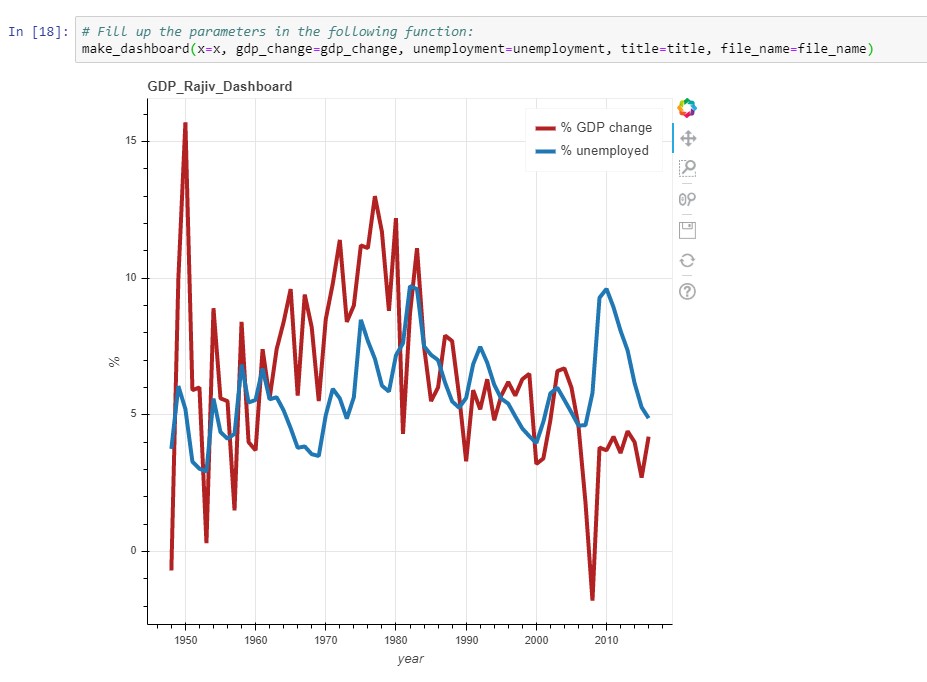 In [18]: # Fill up the parameters in the following function:
make_dashboard(x=x, gdp_change=gdp_change, unemployment=unemployment, title=title, file_name=file_name)
GDP_Rajiv_Dashboard
% GDP change
% unemployed
15
10
5
0
%
1950 1960 1970 1980 1990 2000 2010
year